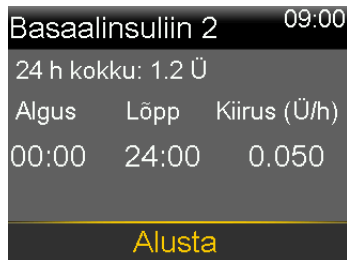 Basaalinsuliin 2 09:00
24 h kokku: 1.2 Ü
Algus Lõpp Kiirus (Ü/h)
00:00 24:00 0.050
Alusta